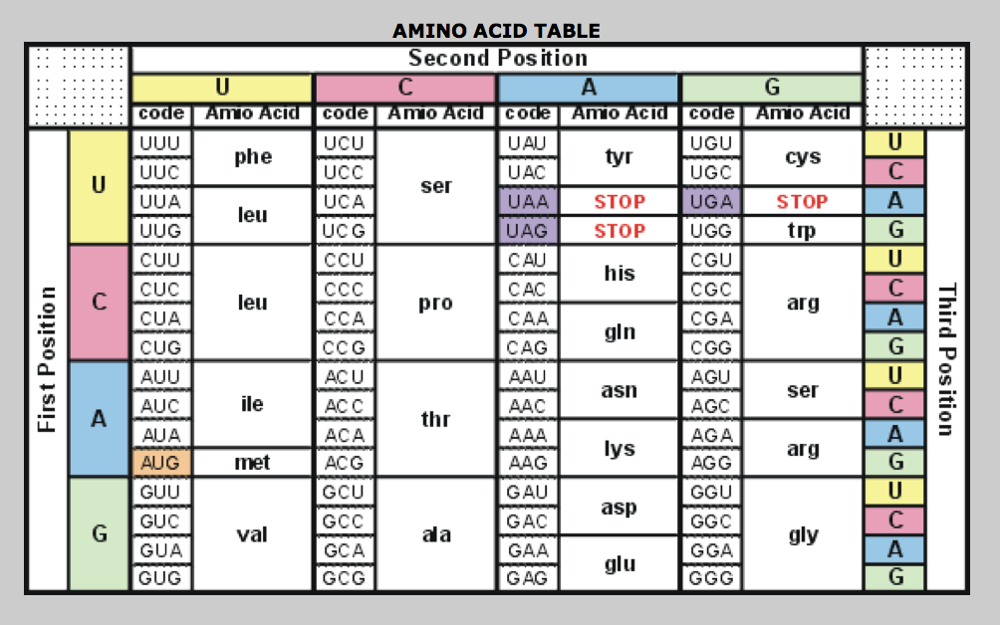 AMINO ACID TABLE
Second Position
U C A G
code Amio Acid code Amio Acid code Amio Acid code Amio Acid
First Position
Third Position
U UUU phe UCU ser UAU tyr UGU cys U
UUC UCC UAC UGC C
UUA leu UCA UAA STOP UGA STOP A
UUG UCG UAG STOP UGG trp G
C CUU leu CCU pro CAU his CGU arg U
CUC CCC CAC CGC C
CUA CCA CAA gln CGA A
CUG CCG CAG CGG G
A AUU ile ACU thr AAU asn AGU ser U
AUC ACC AAC AGC C
AUA ACA AAA lys AGA arg A
AUG met ACG AAG AGG G
G GUU val GCU ala GAU asp GGU gly U
GUC GCC GAC GGC C
GUA GCA GAA glu GGA A
GUG GCG GAG GGG G